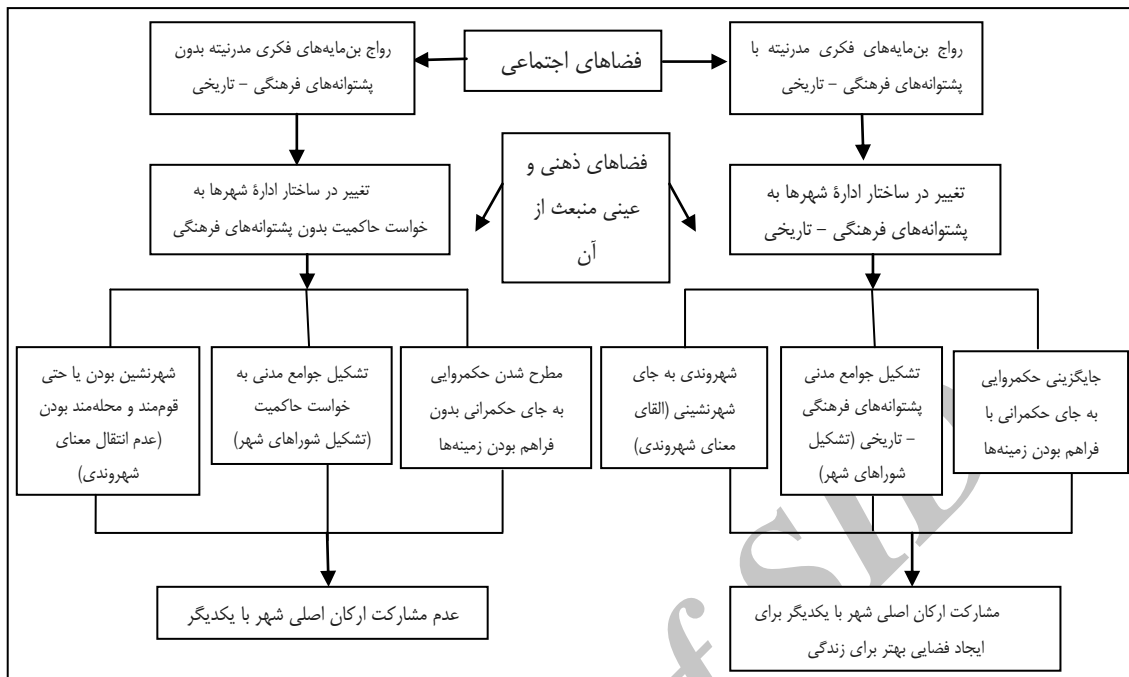 فضاهای اجتماعی
رواج بن‌مایه‌های فکری مدرنیته با
پشتوانه‌های فرهنگی – تاریخی
رواج بن‌مایه‌های فکری مدرنیته بدون
پشتوانه‌های فرهنگی – تاریخی
فضاهای ذهنی و
عینی منبعث از
آن
تغییر در ساختار ادارهٔ شهرها به
پشتوانه‌های فرهنگی – تاریخی
تغییر در ساختار ادارهٔ شهرها به
خواست حاکمیت بدون پشتوانه‌های فرهنگی
جایگزینی حکمروایی
به جای حکمرانی با
فراهم بودن زمینه‌ها
تشکیل جوامع مدنی
پشتوانه‌های فرهنگی
– تاریخی (تشکیل
شوراهای شهر)
شهروندی به جای
شهرنشینی (القای
معنای شهروندی)
مطرح شدن حکمروایی
به جای حکمرانی بدون
فراهم بودن زمینه‌ها
تشکیل جوامع مدنی به
خواست حاکمیت
(تشکیل شوراهای شهر)
شهرنشین بودن یا حتی
قوم‌مند و محله‌مند بودن
(عدم انتقال معنای
شهروندی)
مشارکت ارکان اصلی شهر با یکدیگر برای
ایجاد فضایی بهتر برای زندگی
عدم مشارکت ارکان اصلی شهر با یکدیگر
of SID